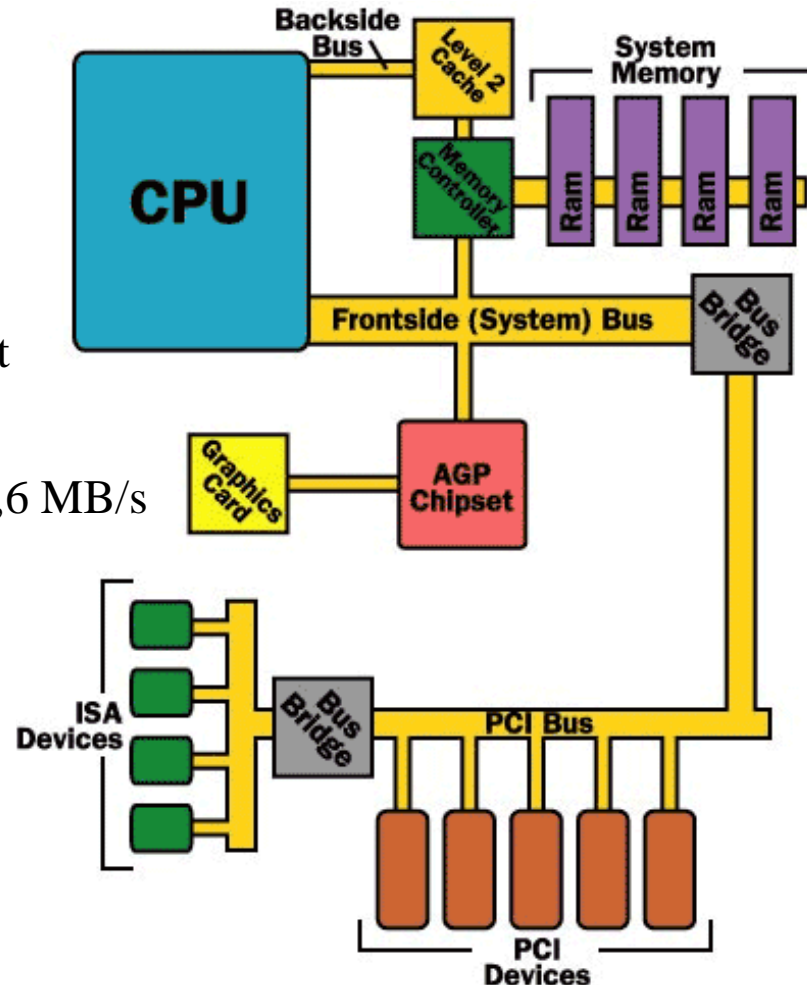 Backside
Bus
Level 2
Cache
System
Memory
CPU
Memory
Controller
Ram
Ram
Ram
Ram
Frontside (System) Bus
Bus
Bridge
t
,6 MB/s
Graphics
Card
AGP
Chipset
ISA
Devices
Bus
Bridge
PCI Bus
PCI
Devices